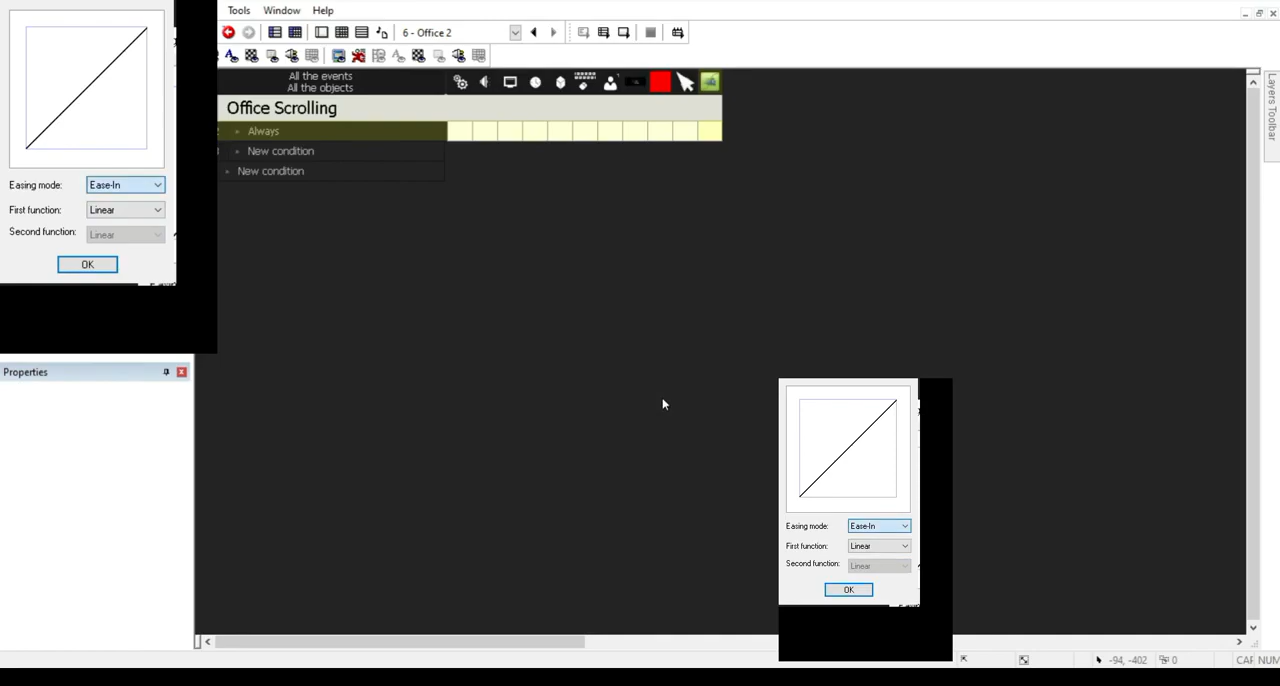 Tools Window Help
6 - Office 2
All the events
All the objects
Office Scrolling
Always
New condition
New condition
Easing mode: Ease-In
First function: Linear
Second function: Linear
OK
Properties
Layers Toolbar
Easing mode: Ease-In
First function: Linear
Second function: Linear
OK
-94, -402 0 CAP NUM